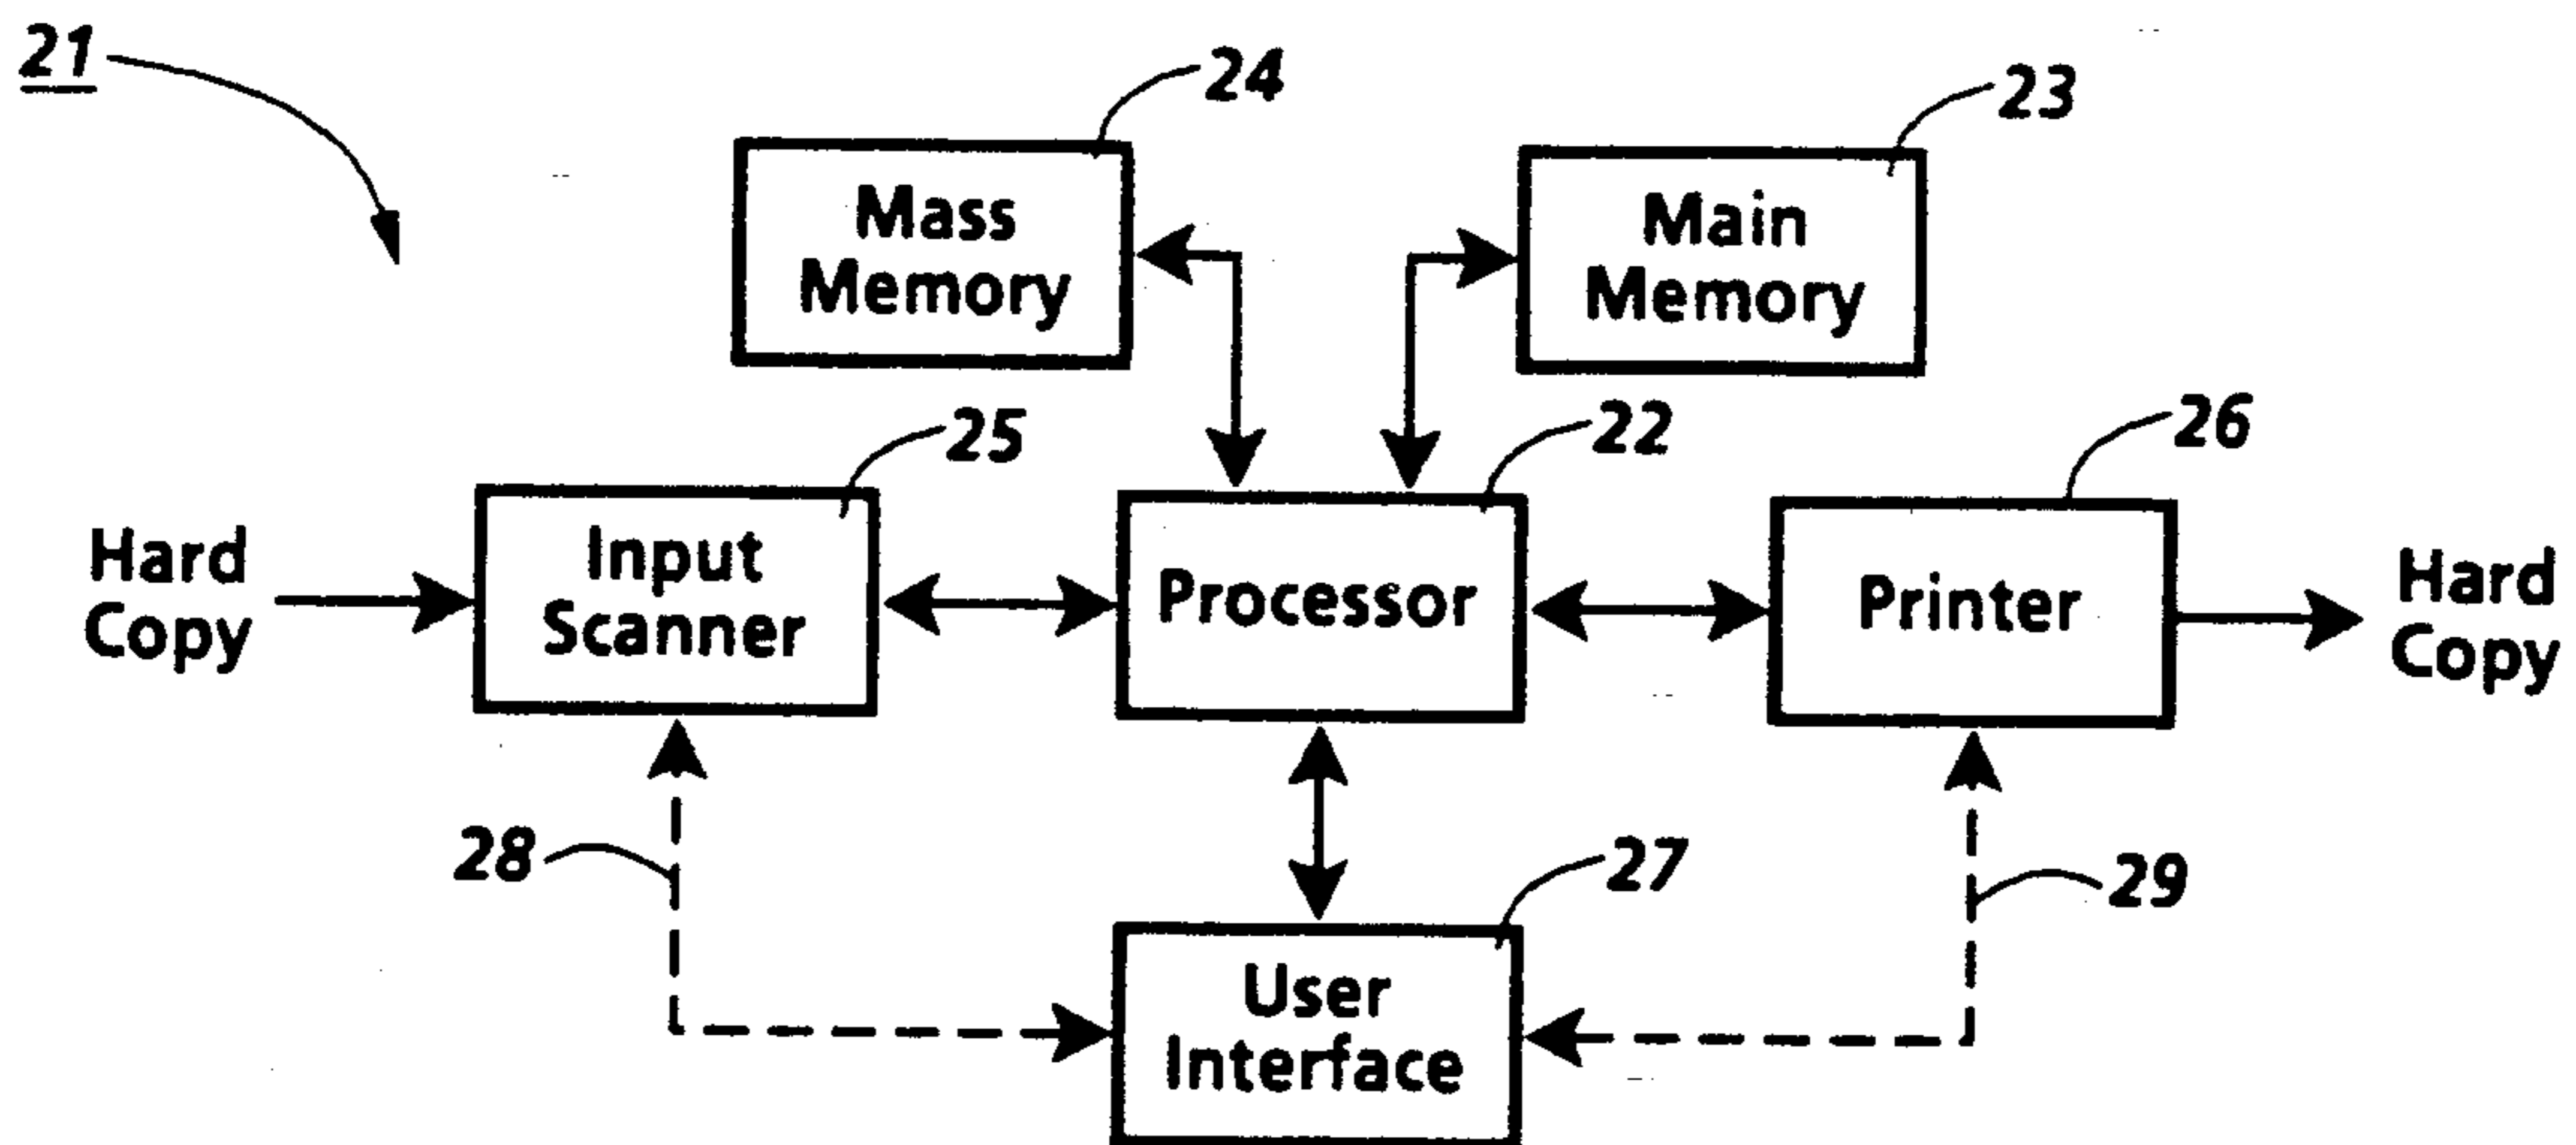 21
24
23
Mass
Memory
Main
Memory
25
22
26
Hard
Copy
Input
Scanner
Processor
Printer
Hard
Copy
28
27
29
User
Interface